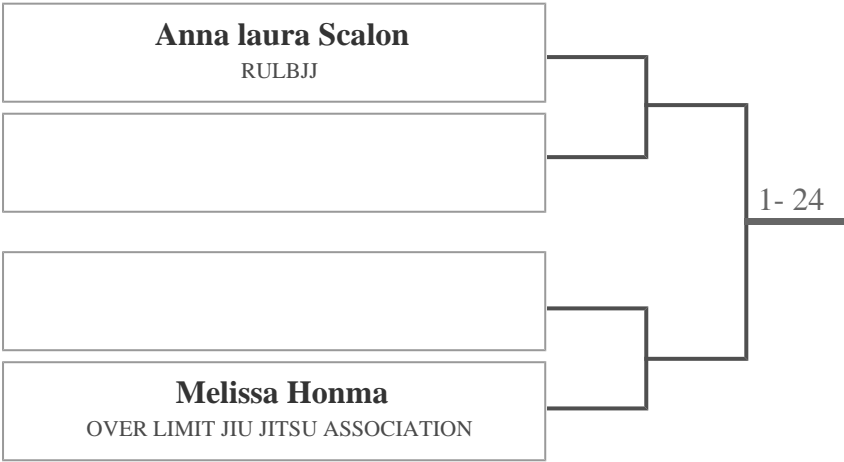 Anna laura Scalon
RULBJJ
1- 24
Melissa Honma
OVER LIMIT JIU JITSU ASSOCIATION